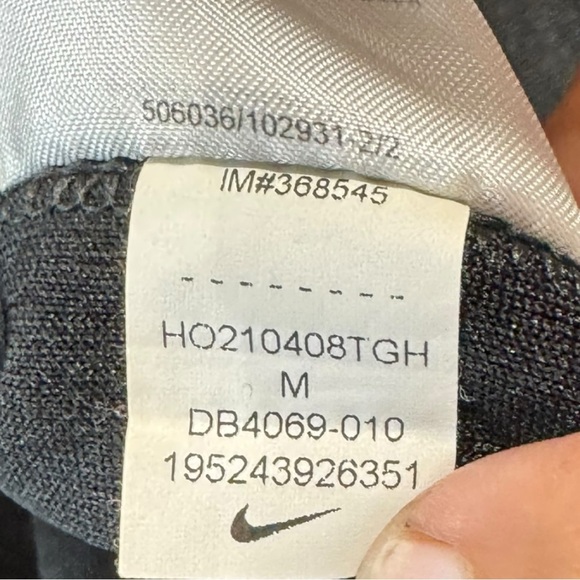 506036/102931 2/2
IM#368545
--------
HO210408TGH
M
DB4069-010
195243926351